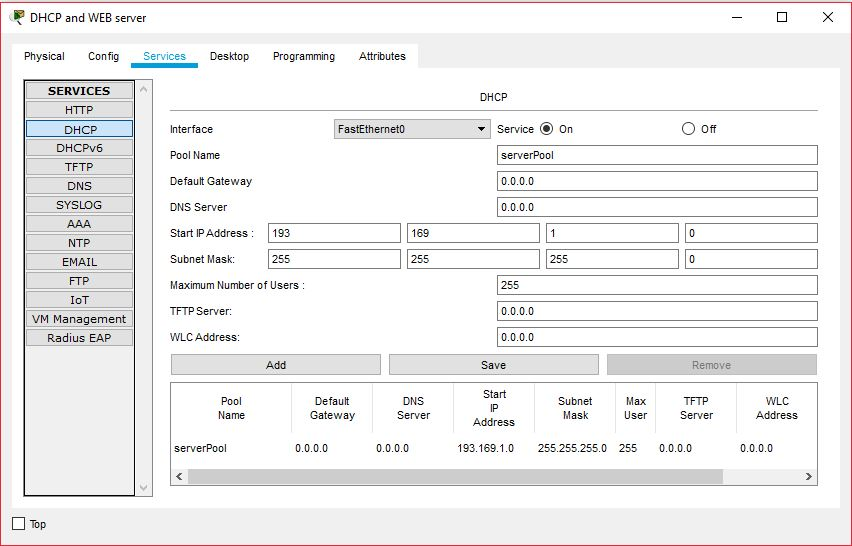 DHCP and WEB server
Physical Config Services Desktop Programming Attributes
SERVICES
HTTP
DHCP
DHCPv6
TFTP
DNS
SYSLOG
AAA
NTP
EMAIL
FTP
IoT
VM Management
Radius EAP
DHCP
Interface FastEthernet0 Service On Off
Pool Name serverPool
Default Gateway 0.0.0.0
DNS Server 0.0.0.0
Start IP Address : 193 169 1 0
Subnet Mask: 255 255 255 0
Maximum Number of Users : 255
TFTP Server: 0.0.0.0
WLC Address: 0.0.0.0
Add Save Remove
Pool Name Default Gateway DNS Server Start IP Address Subnet Mask Max User TFTP Server WLC Address
serverPool 0.0.0.0 0.0.0.0 193.169.1.0 255.255.255.0 255 0.0.0.0 0.0.0.0
Top